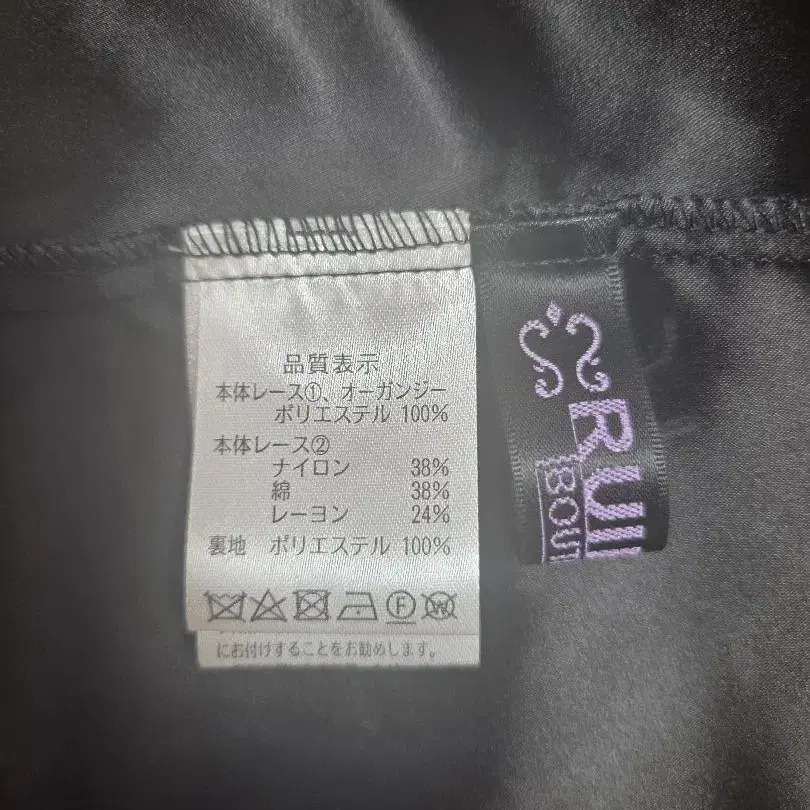 品質表示
本体レース①、オーガンジー
ポリエステル 100%
本体レース②
ナイロン 38%
綿 38%
レーヨン 24%
裏地 ポリエステル 100%
F W
にお付けすることをお勧めします。
RUI
BOU